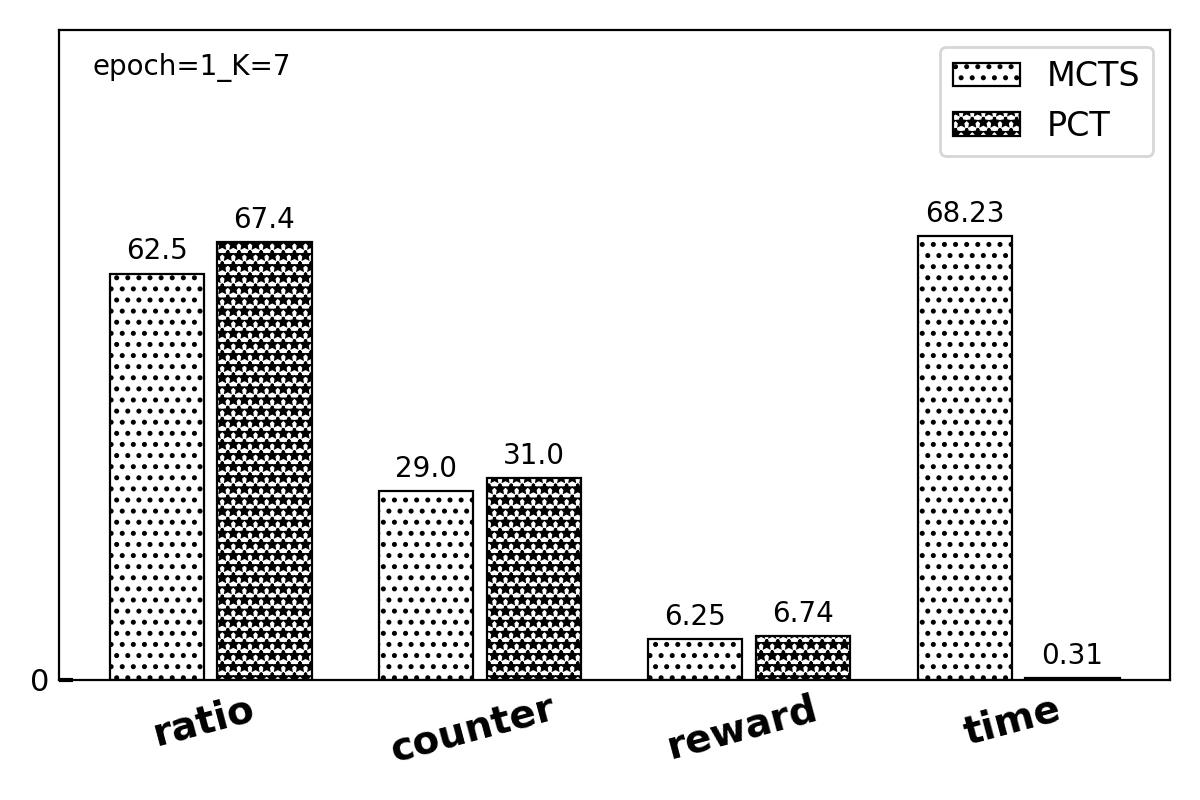 epoch=1_K=7
MCTS
PCT
62.5
67.4
29.0
31.0
6.25
6.74
68.23
0.31
0
ratio
counter
reward
time